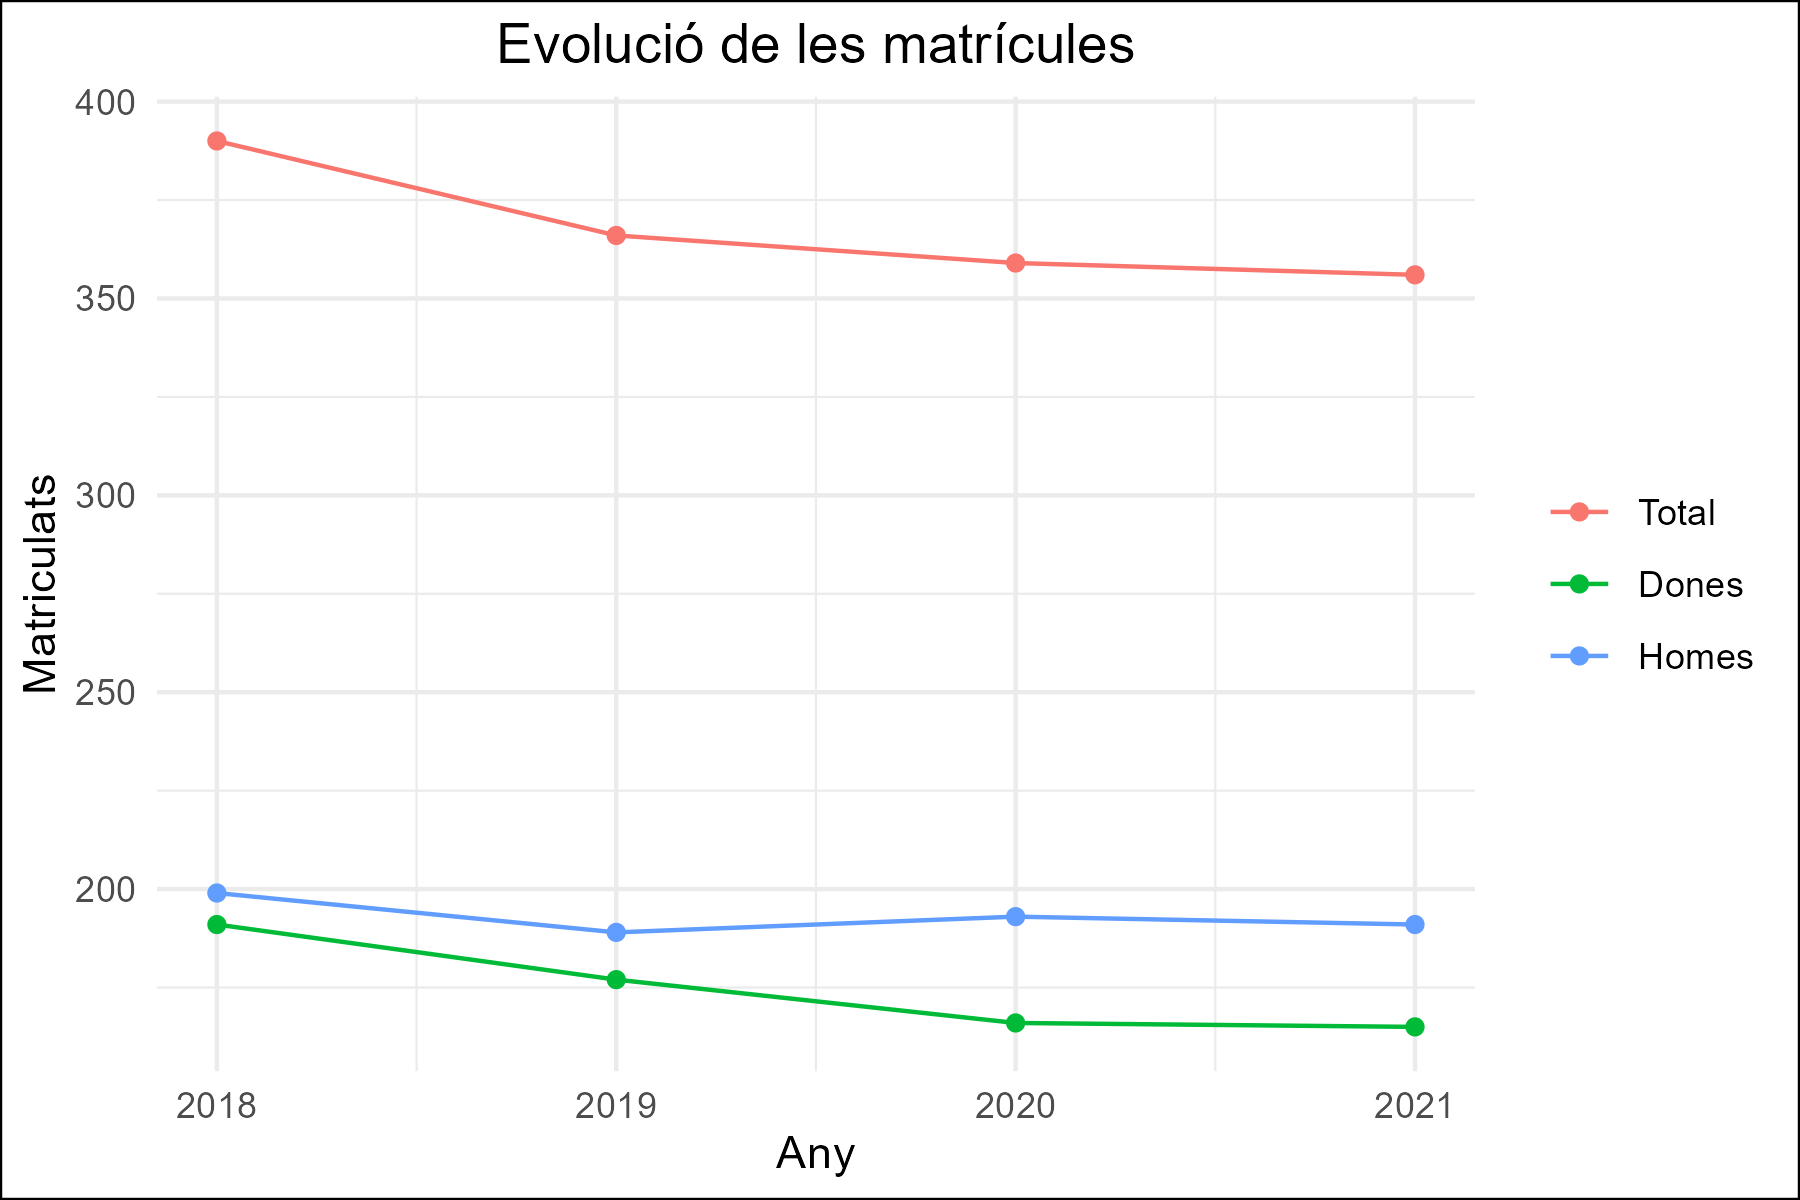 Evolució de les matrícules
400
350
300
250
200
Matriculats
2018 2019 2020 2021
Any
Total
Dones
Homes